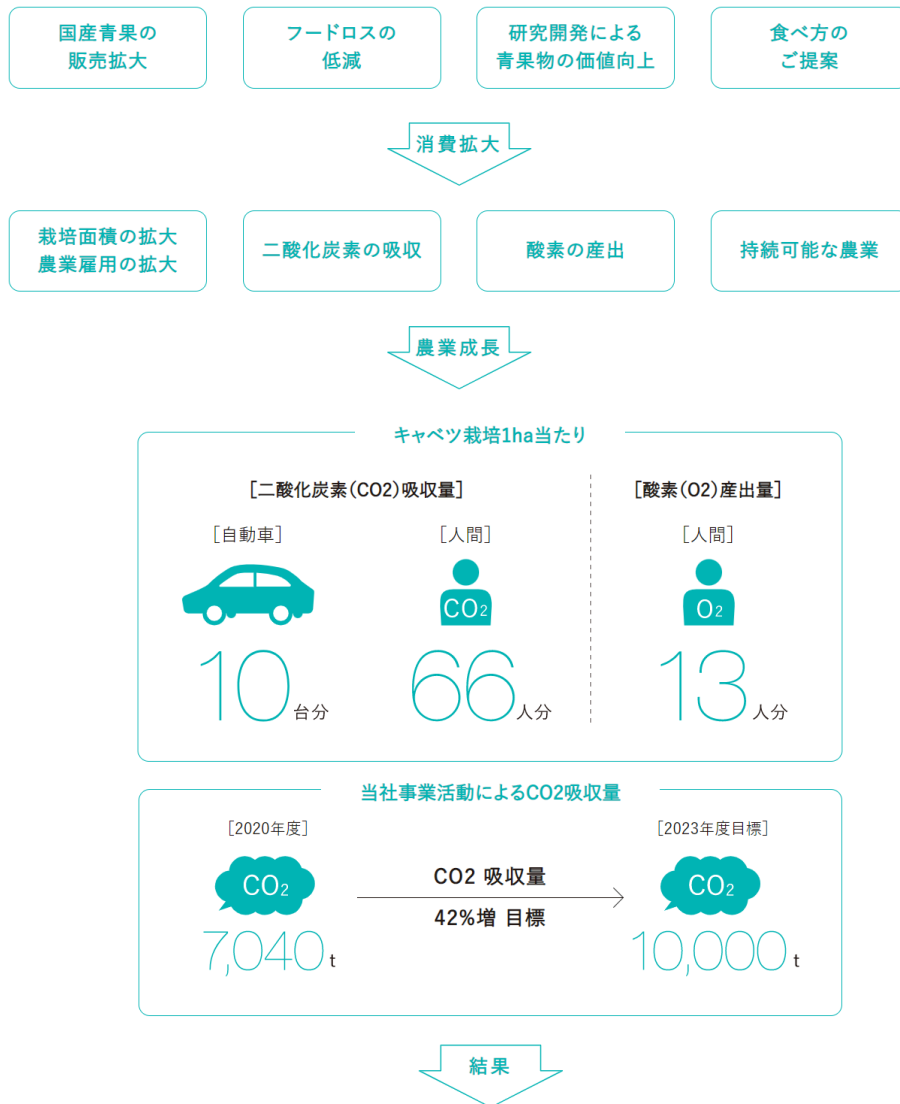 国産青果の
販売拡大
フードロスの
低減
研究開発による
青果物の価値向上
食べ方の
ご提案
消費拡大
栽培面積の拡大
農業雇用の拡大
二酸化炭素の吸収
酸素の産出
持続可能な農業
農業成長
キャベツ栽培1ha当たり
[二酸化炭素(CO2)吸収量]
[酸素(O2)産出量]
[自動車]
[人間]
[人間]
CO2
O2
10台分
66人分
13人分
当社事業活動によるCO2吸収量
[2020年度]
[2023年度目標]
CO2
CO2 吸収量
42%増 目標
CO2
7,040t
10,000t
結果